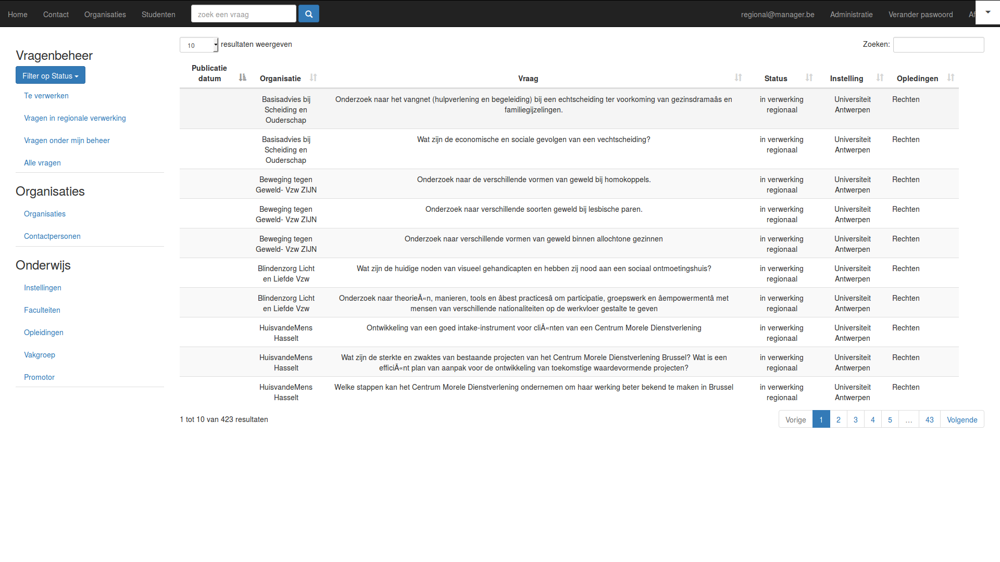 Home Contact Organisaties Studenten zoek een vraag regional@manager.be Administratie Verander paswoord Af
Vragenbeheer
Filter op Status
Te verwerken
Vragen in regionale verwerking
Vragen onder mijn beheer
Alle vragen
Organisaties
Organisaties
Contactpersonen
Onderwijs
Instellingen
Faculteiten
Opleidingen
Vakgroep
Promotor
10 resultaten weergeven Zoeken:
Publicatie
datum Organisatie Vraag Status Instelling Opledingen
Basisadvies bij Onderzoek naar het vangnet (hulpverlening en begeleiding) bij een echtscheiding ter voorkoming van gezinsdramaâs en in verwerking Universiteit Rechten
Scheiding en familiegijzelingen. regionaal Antwerpen
Ouderschap
Basisadvies bij Wat zijn de economische en sociale gevolgen van een vechtscheiding? in verwerking Universiteit Rechten
Scheiding en regionaal Antwerpen
Ouderschap
Beweging tegen Onderzoek naar de verschillende vormen van geweld bij homokoppels. in verwerking Universiteit Rechten
Geweld- Vzw ZIJN regionaal Antwerpen
Beweging tegen Onderzoek naar verschillende soorten geweld bij lesbische paren. in verwerking Universiteit Rechten
Geweld- Vzw ZIJN regionaal Antwerpen
Beweging tegen Onderzoek naar verschillende vormen van geweld binnen allochtone gezinnen in verwerking Universiteit Rechten
Geweld- Vzw ZIJN regionaal Antwerpen
Blindenzorg Licht Wat zijn de huidige noden van visueel gehandicapten en hebben zij nood aan een sociaal ontmoetingshuis? in verwerking Universiteit Rechten
en Liefde Vzw regionaal Antwerpen
Blindenzorg Licht Onderzoek naar theorieÃ«n, manieren, tools en âbest practicesâ om participatie, groepswerk en âempowermentâ met in verwerking Universiteit Rechten
en Liefde Vzw mensen van verschillende nationaliteiten op de werkvloer gestalte te geven regionaal Antwerpen
HuisvandeMens Ontwikkeling van een goed intake-instrument voor cliÃ«nten van een Centrum Morele Dienstverlening in verwerking Universiteit Rechten
Hasselt regionaal Antwerpen
HuisvandeMens Wat zijn de sterkte en zwaktes van bestaande projecten van het Centrum Morele Dienstverlening Brussel? Wat is een in verwerking Universiteit Rechten
Hasselt efficiÃ«nt plan van aanpak voor de ontwikkeling van toekomstige waardevormende projecten? regionaal Antwerpen
HuisvandeMens Welke stappen kan het Centrum Morele Dienstverlening ondernemen om haar werking beter bekend te maken in Brussel in verwerking Universiteit Rechten
Hasselt regionaal Antwerpen
1 tot 10 van 423 resultaten Vorige 1 2 3 4 5 … 43 Volgende